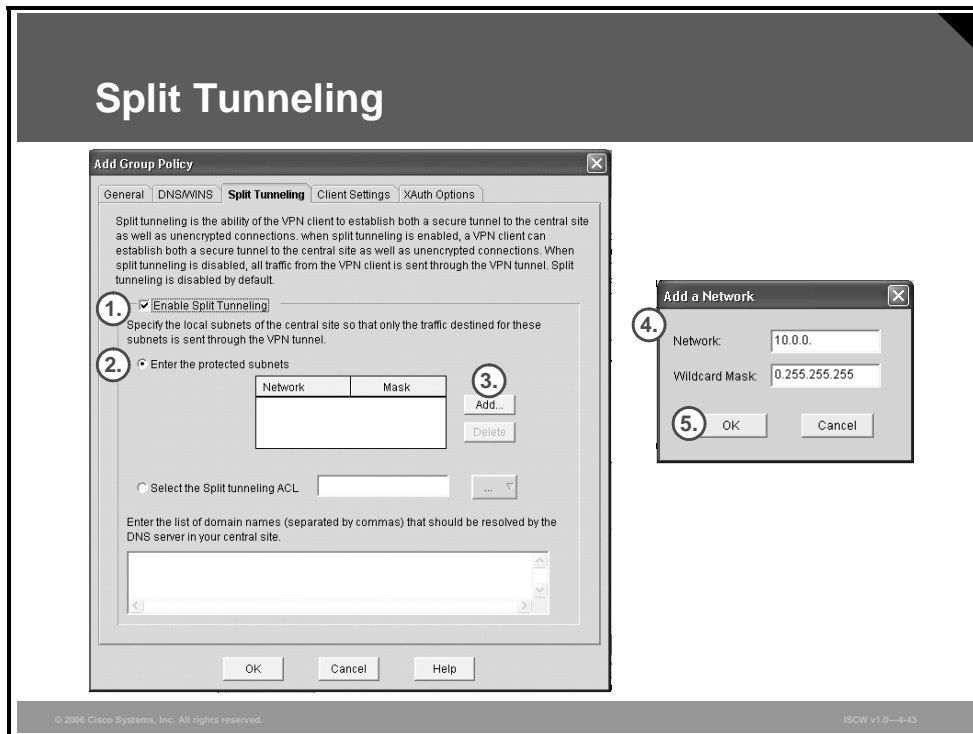 Split Tunneling
Add Group Policy
General DNS/WINS Split Tunneling Client Settings XAuth Options
Split tunneling is the ability of the VPN client to establish both a secure tunnel to the central site
as well as unencrypted connections. when split tunneling is enabled, a VPN client can
establish both a secure tunnel to the central site as well as unencrypted connections. When
split tunneling is disabled, all traffic from the VPN client is sent through the VPN tunnel. Split
tunneling is disabled by default.
1. Enable Split Tunneling
Specify the local subnets of the central site so that only the traffic destined for these
subnets is sent through the VPN tunnel.
2. Enter the protected subnets
Network Mask
3.
Add...
Delete
Select the Split tunneling ACL
...
Enter the list of domain names (separated by commas) that should be resolved by the
DNS server in your central site.
OK Cancel Help
Add a Network
4.
Network: 10.0.0.
Wildcard Mask: 0.255.255.255
5. OK Cancel
© 2006 Cisco Systems, Inc. All rights reserved.
ISCW v1.0—4-43